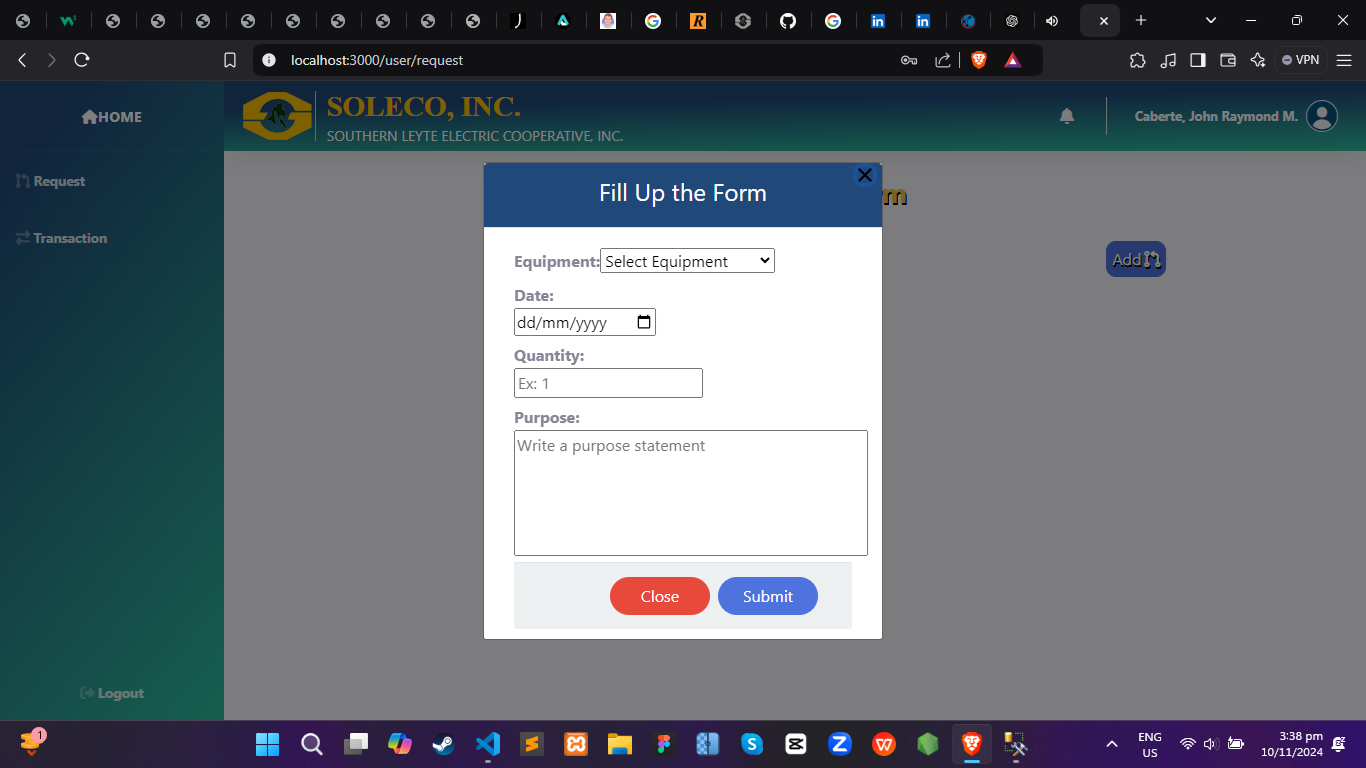 localhost:3000/user/request
VPN
HOME
SOLECO, INC.
SOUTHERN LEYTE ELECTRIC COOPERATIVE, INC.
Caberte, John Raymond M.
Request
Transaction
Logout
m
Add
Fill Up the Form
Equipment: Select Equipment
Date:
dd/mm/yyyy
Quantity:
Ex: 1
Purpose:
Write a purpose statement
Close Submit
1
ENG
US
3:38 pm
10/11/2024